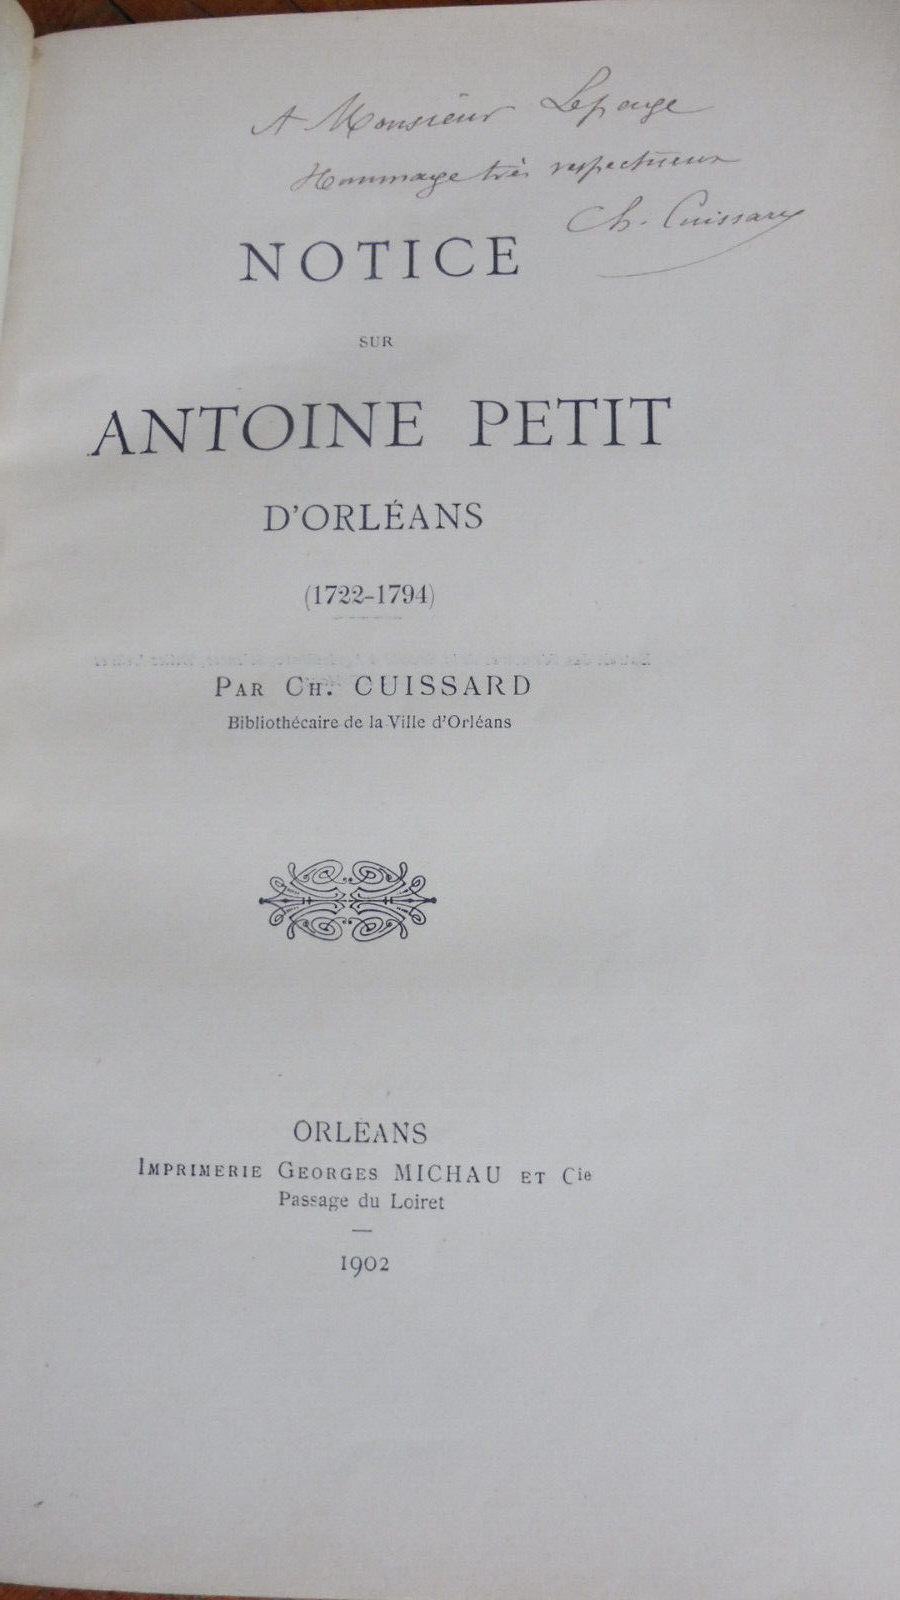 A Monsieur Lepage
Hommage très respectueux
Ch. Cuissard
NOTICE
SUR
ANTOINE PETIT
D'ORLÉANS
(1722-1794)
PAR CH. CUISSARD
Bibliothécaire de la Ville d'Orléans
ORLÉANS
IMPRIMERIE GEORGES MICHAU ET Cie
Passage du Loiret
1902